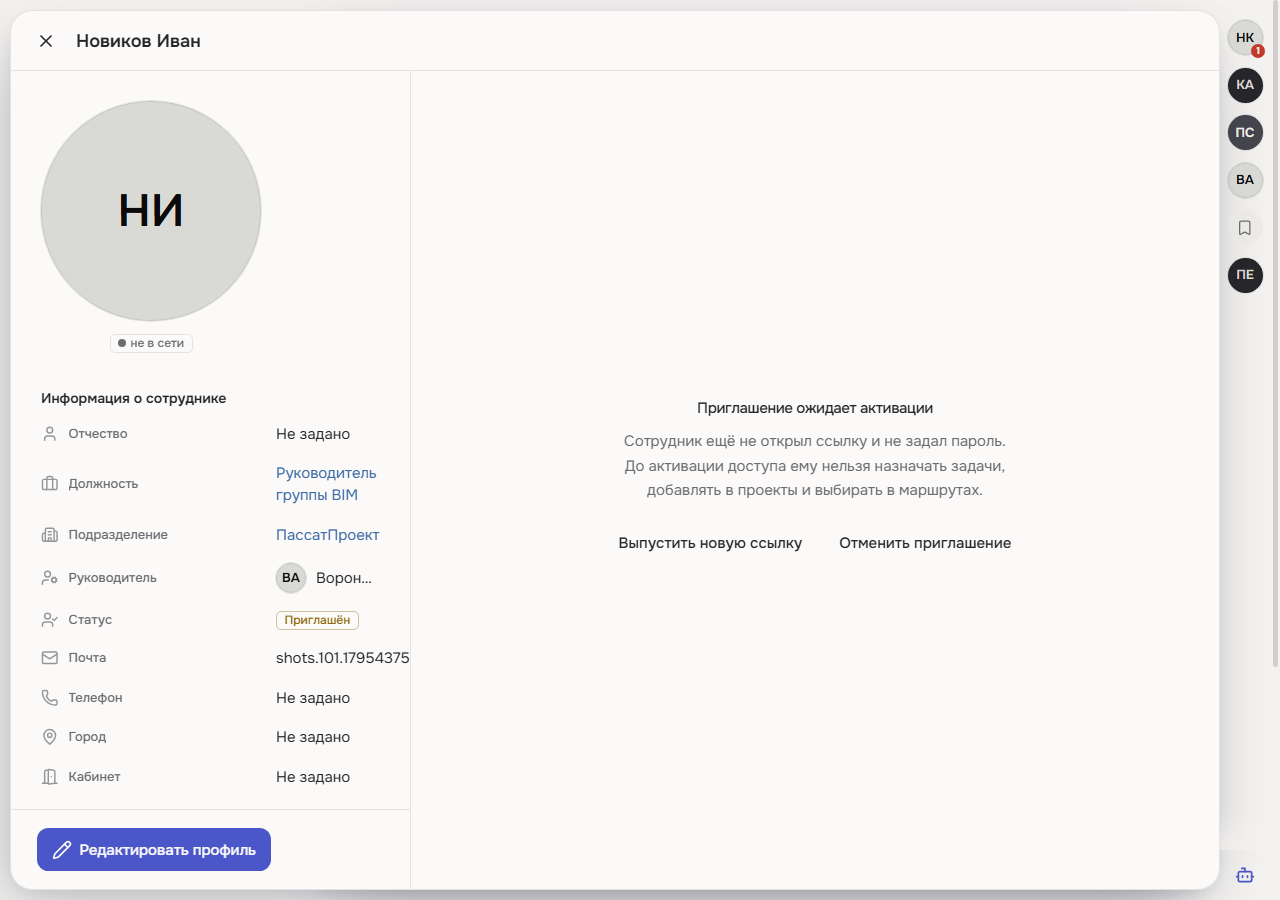 Новиков Иван
НК
1
КА
ПС
ВА
ПЕ
НИ
не в сети
Информация о сотруднике
Отчество Не задано
Должность Руководитель
группы BIM
Подразделение ПассатПроект
Руководитель ВА Ворон...
Статус Приглашён
Почта shots.101.17954375
Телефон Не задано
Город Не задано
Кабинет Не задано
Редактировать профиль
Приглашение ожидает активации
Сотрудник ещё не открыл ссылку и не задал пароль.
До активации доступа ему нельзя назначать задачи,
добавлять в проекты и выбирать в маршрутах.
Выпустить новую ссылку Отменить приглашение